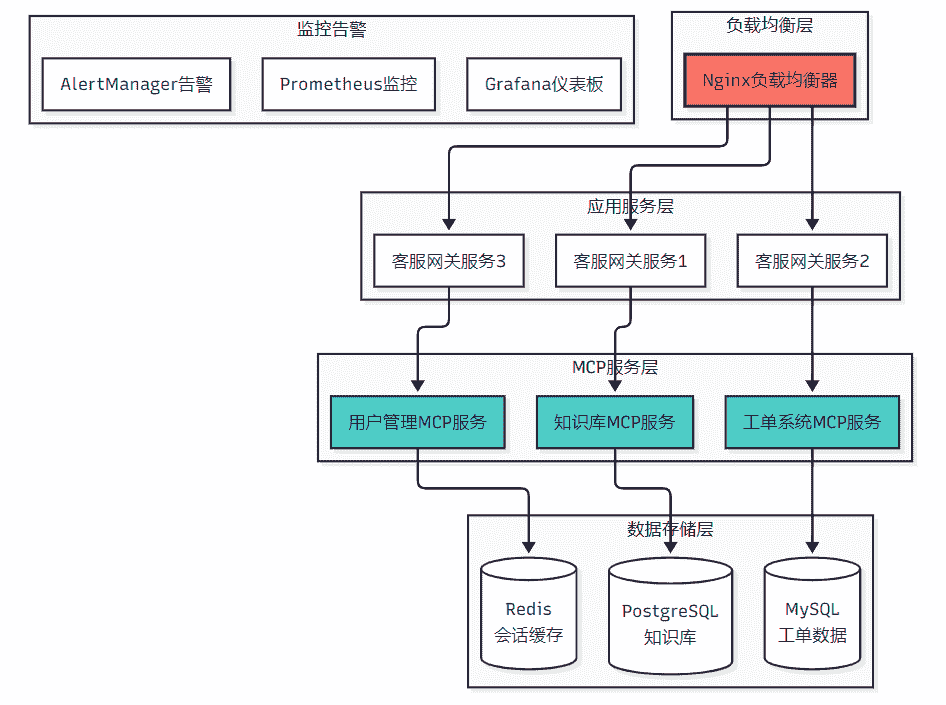 监控告警
AlertManager告警
Prometheus监控
Grafana仪表板
负载均衡层
Nginx负载均衡器
应用服务层
客服网关服务3
客服网关服务1
客服网关服务2
MCP服务层
用户管理MCP服务
知识库MCP服务
工单系统MCP服务
数据存储层
Redis
会话缓存
PostgreSQL
知识库
MySQL
工单数据